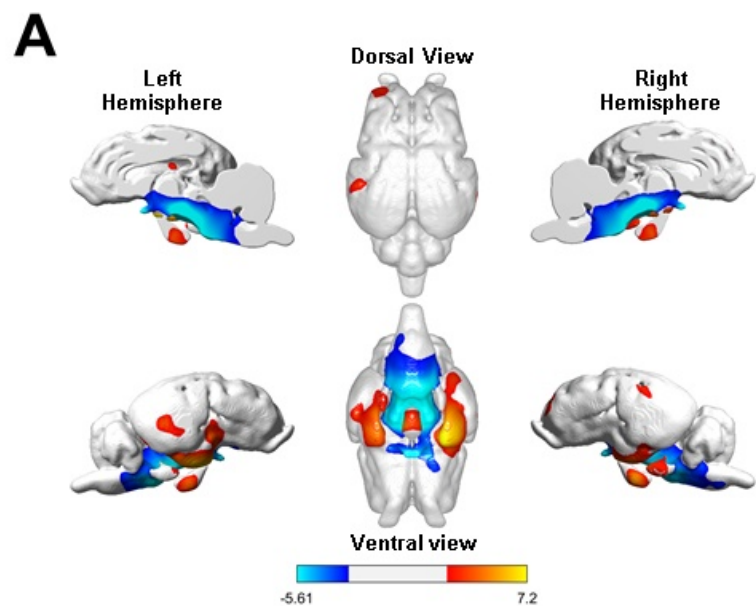 A
Dorsal View
Left
Hemisphere
Right
Hemisphere
Ventral view
-5.61
7.2